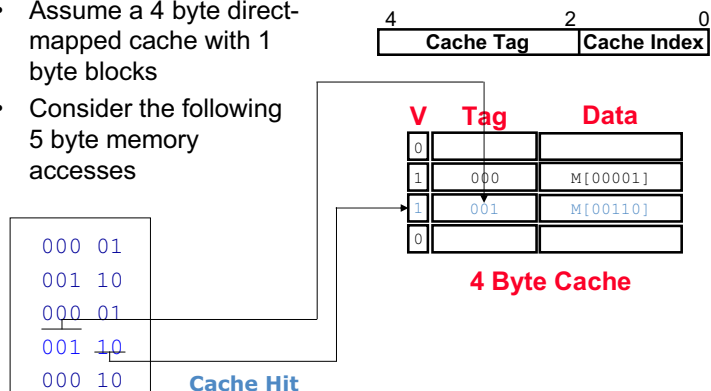 • Assume a 4 byte direct-
mapped cache with 1
byte blocks
• Consider the following
5 byte memory
accesses
4 2 0
Cache Tag Cache Index
V Tag Data
0
1 000 M[00001]
1 001 M[00110]
0
4 Byte Cache
000 01
001 10
000 01
001 10
000 10
Cache Hit